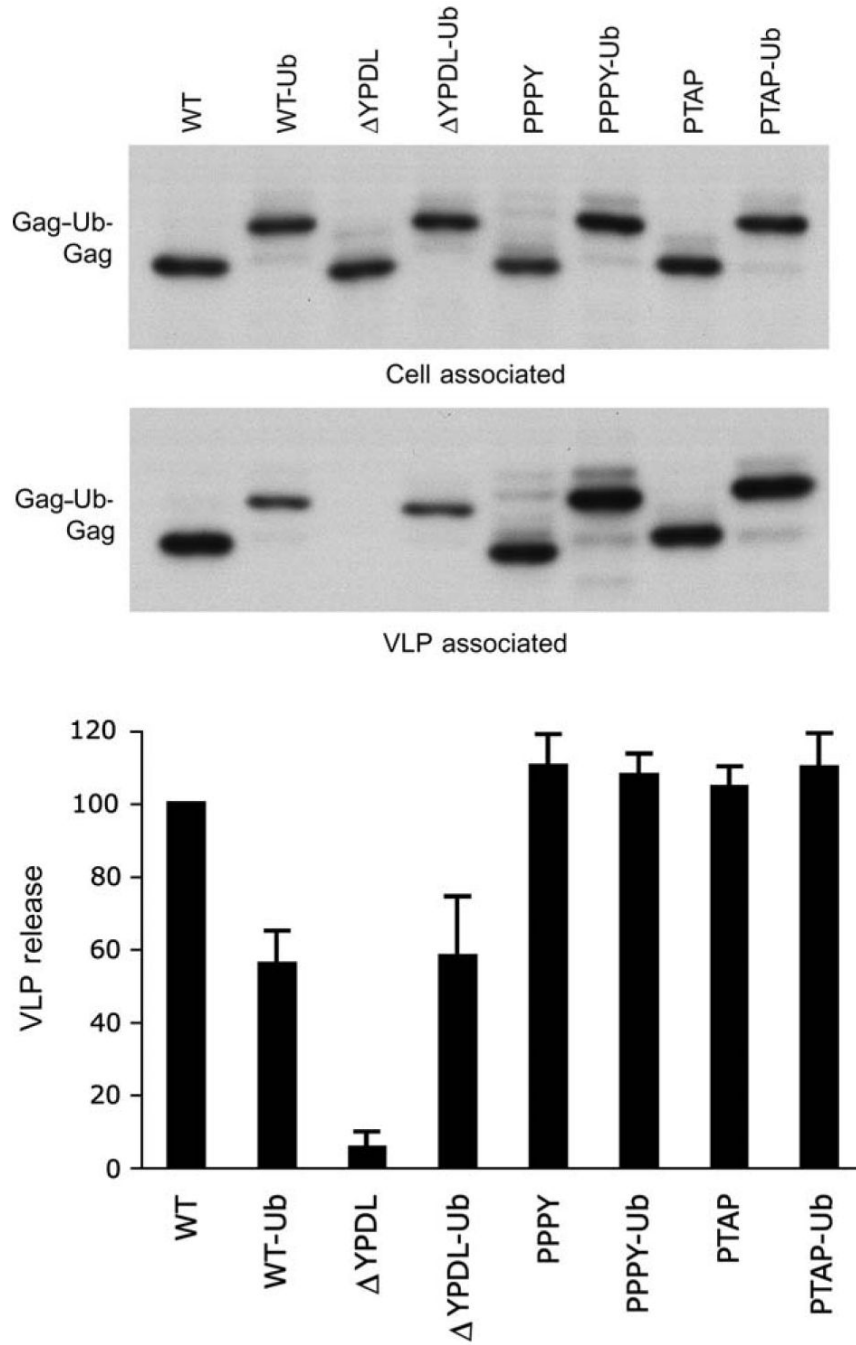 WT WT-Ub ΔYPDL ΔYPDL-Ub PPPY PPPY-Ub PTAP PTAP-Ub
Gag-Ub-
Gag
Cell associated
Gag-Ub-
Gag
VLP associated
120
100
80
60
40
20
0
VLP release
WT WT-Ub ΔYPDL ΔYPDL-Ub PPPY PPPY-Ub PTAP PTAP-Ub